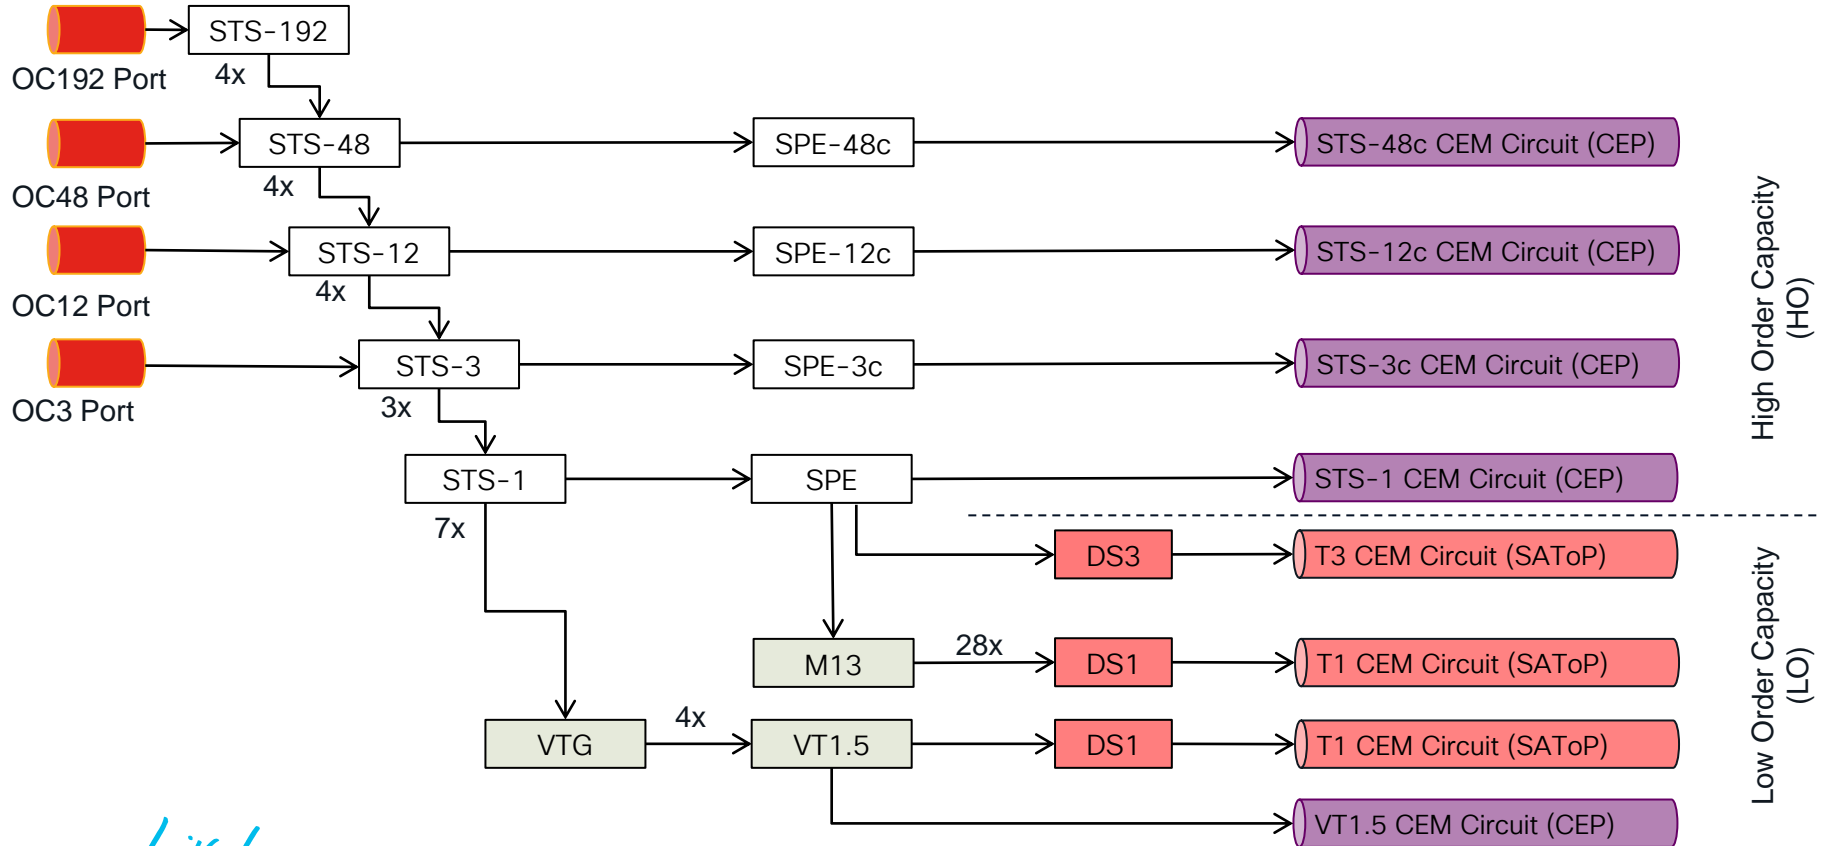 STS-192
OC192 Port
4x
STS-48
SPE-48c
STS-48c CEM Circuit (CEP)
OC48 Port
4x
STS-12
SPE-12c
STS-12c CEM Circuit (CEP)
OC12 Port
4x
STS-3
SPE-3c
STS-3c CEM Circuit (CEP)
OC3 Port
3x
STS-1
SPE
STS-1 CEM Circuit (CEP)
High Order Capacity
(HO)
7x
DS3
T3 CEM Circuit (SAToP)
M13
28x
DS1
T1 CEM Circuit (SAToP)
VTG
4x
VT1.5
DS1
T1 CEM Circuit (SAToP)
VT1.5 CEM Circuit (CEP)
Low Order Capacity
(LO)